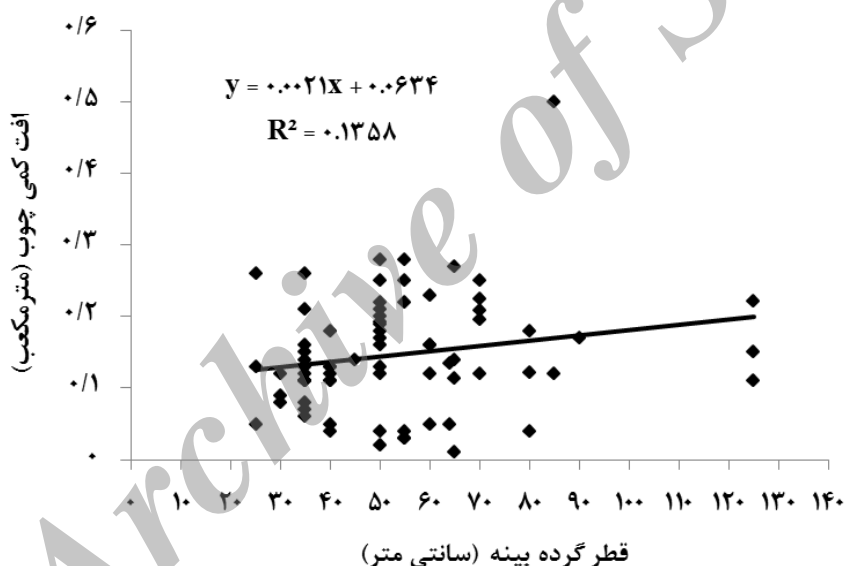 ۰/۶
۰/۵
۰/۴
۰/۳
۰/۲
۰/۱
۰
y = ۰.۰۰۲۱x + ۰.۰۶۳۴
R² = ۰.۱۳۵۸
افت کمی چوب (مترمکعب)
۰ ۱۰ ۲۰ ۳۰ ۴۰ ۵۰ ۶۰ ۷۰ ۸۰ ۹۰ ۱۰۰ ۱۱۰ ۱۲۰ ۱۳۰ ۱۴۰
قطر گرده بینه (سانتی متر)
Archive of S